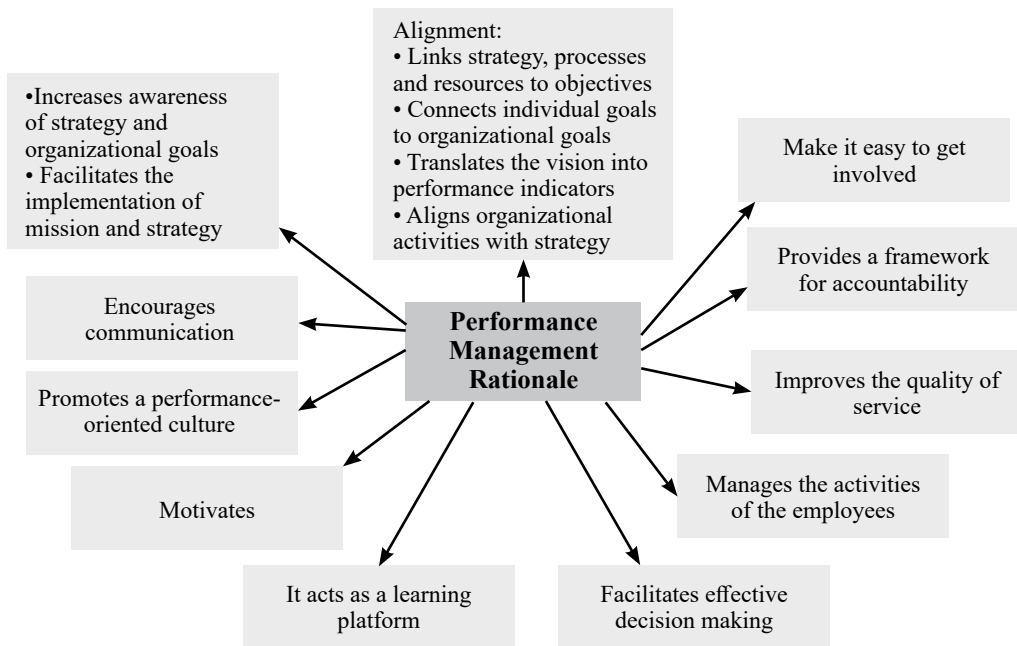 Alignment:
• Links strategy, processes
and resources to objectives
• Connects individual goals
to organizational goals
• Translates the vision into
performance indicators
• Aligns organizational
activities with strategy
•Increases awareness
of strategy and
organizational goals
• Facilitates the
implementation of
mission and strategy
Make it easy to get
involved
Provides a framework
for accountability
Encourages
communication
Performance
Management
Rationale
Promotes a performance-
oriented culture
Improves the quality of
service
Motivates
Manages the activities
of the employees
It acts as a learning
platform
Facilitates effective
decision making